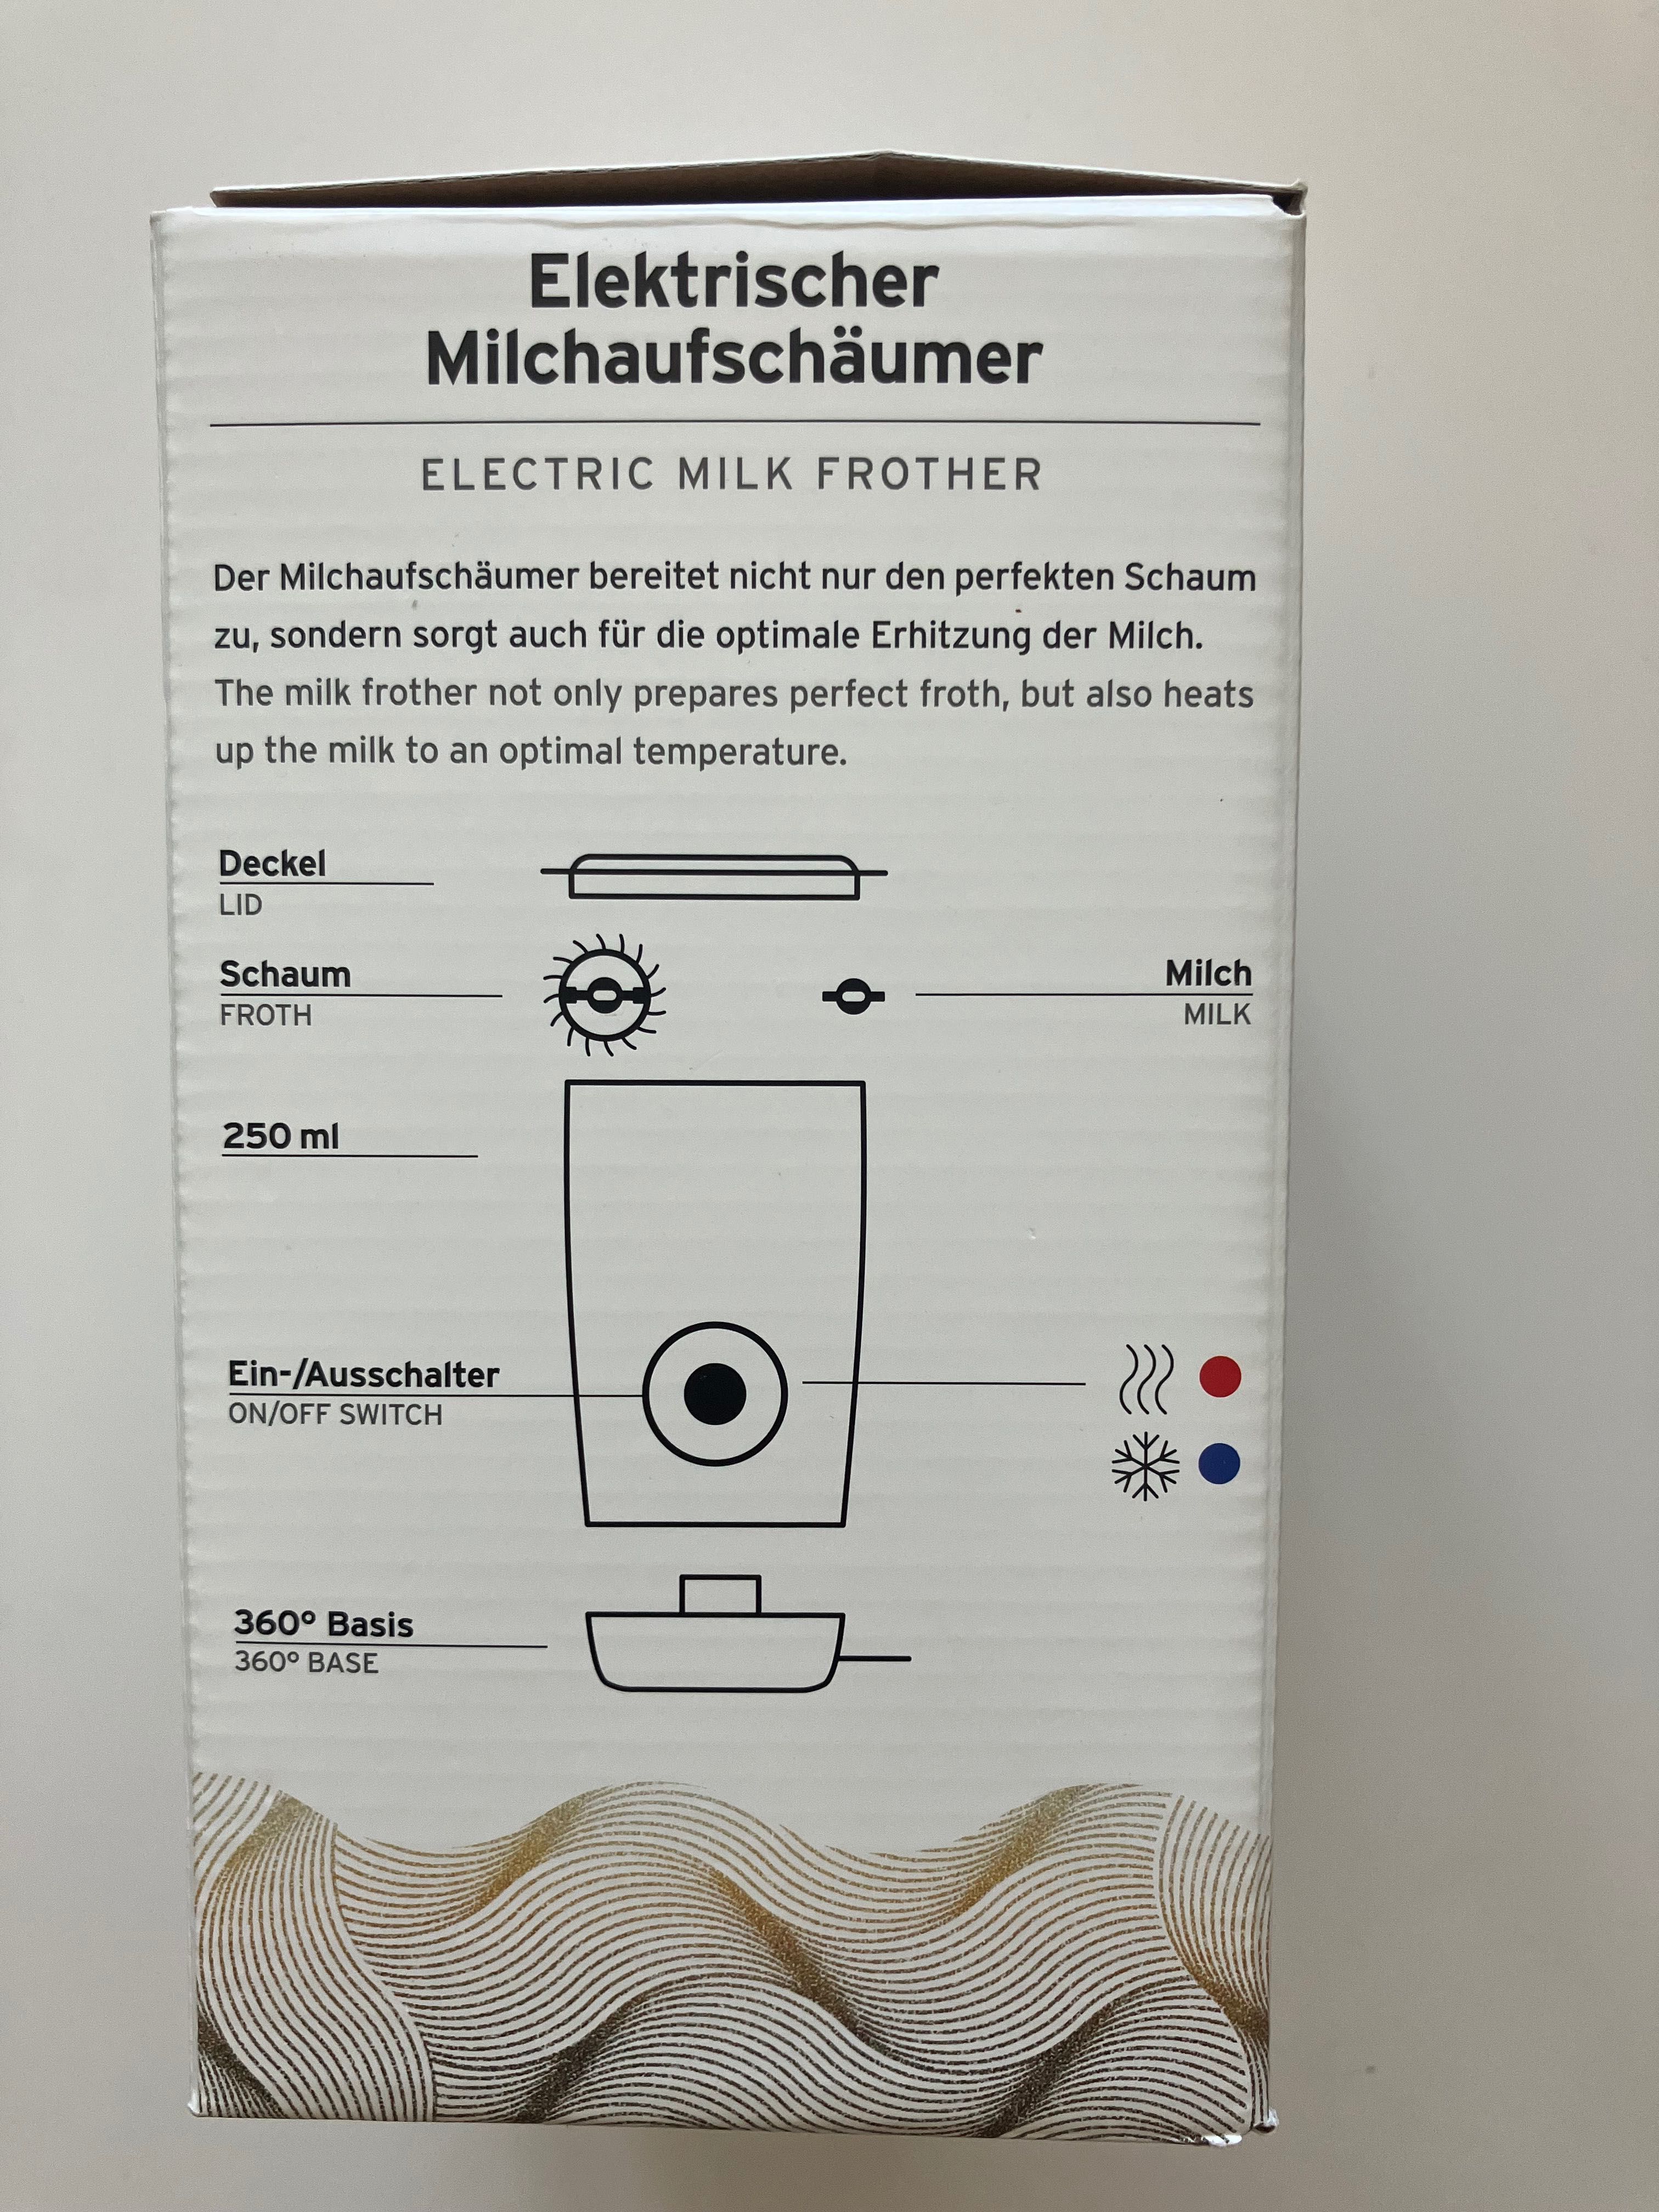 Elektrischer
Milchaufschäumer
ELECTRIC MILK FROTHER
Der Milchaufschäumer bereitet nicht nur den perfekten Schaum
zu, sondern sorgt auch für die optimale Erhitzung der Milch.
The milk frother not only prepares perfect froth, but also heats
up the milk to an optimal temperature.
Deckel
LID
Schaum
FROTH
Milch
MILK
250 ml
Ein-/Ausschalter
ON/OFF SWITCH
360° Basis
360° BASE